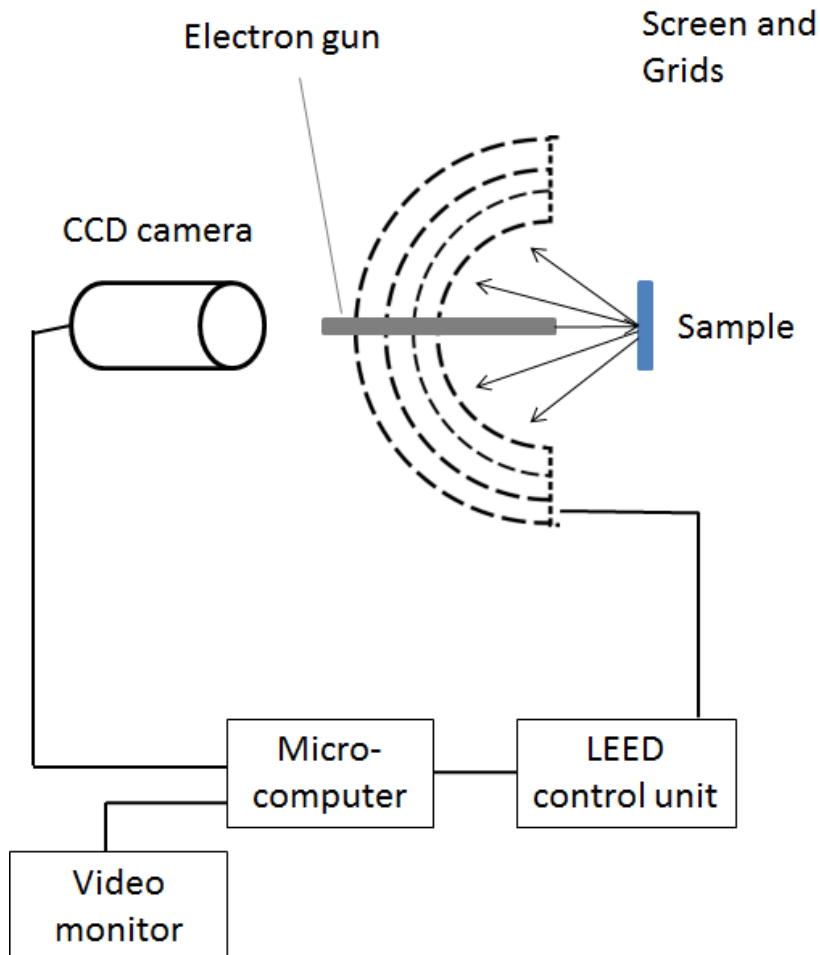 Electron gun
Screen and
Grids
CCD camera
Sample
Micro-
computer
LEED
control unit
Video
monitor